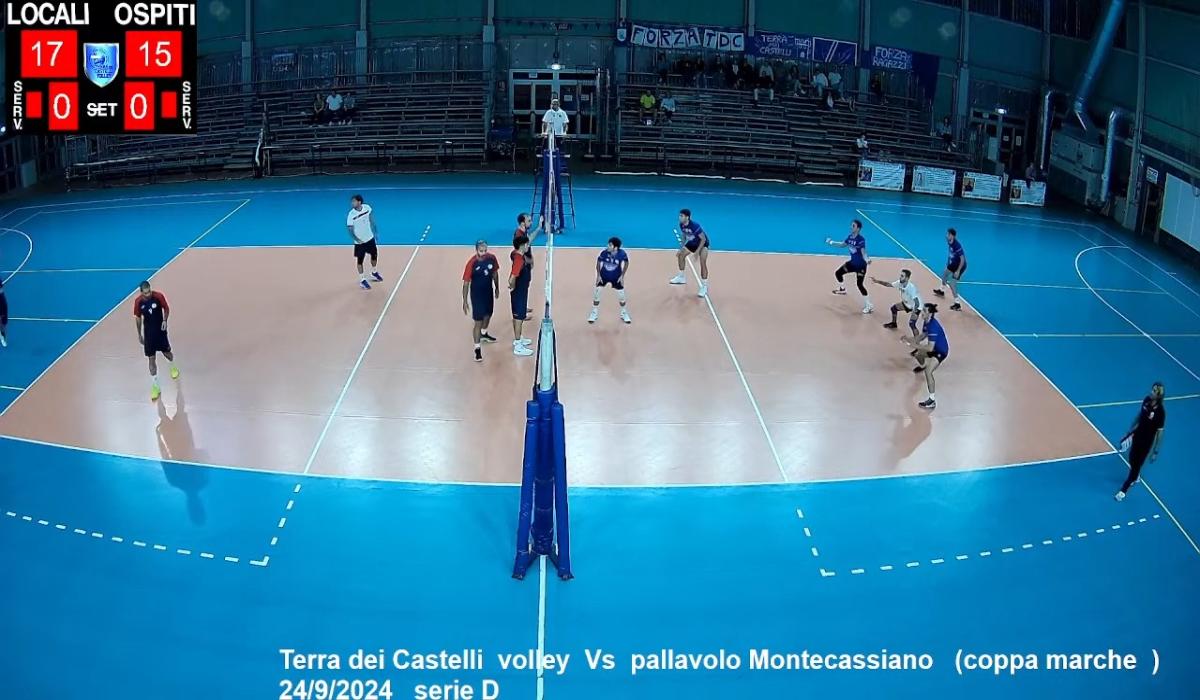 LOCALI OSPITI
17 15
SERV. 0 SET 0 SERV.
FORZA TDC
TERRA
CASTELLI
FORZA
RAGAZZI
Terra dei Castelli volley Vs pallavolo Montecassiano (coppa marche )
24/9/2024 serie D